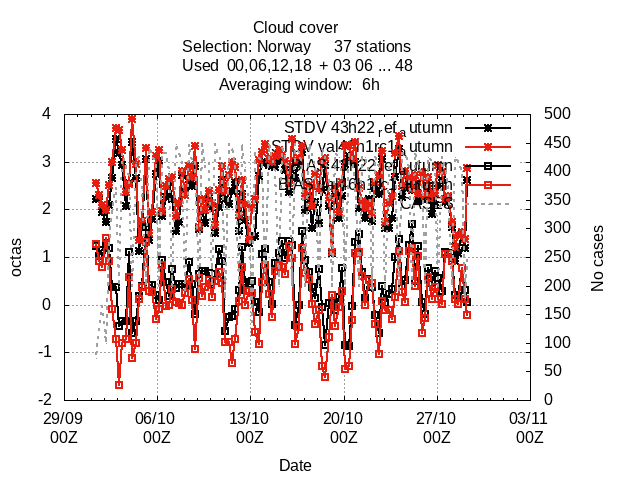 Cloud cover
Selection: Norway 37 stations
Used 00,06,12,18 + 03 06 ... 48
Averaging window: 6h
4
3
2
1
0
-1
-2
500
450
400
350
300
250
200
150
100
50
0
STDV 43h22_ref_autumn
octas
No cases
29/09
00Z
06/10
00Z
13/10
00Z
20/10
00Z
27/10
00Z
03/11
00Z
Date